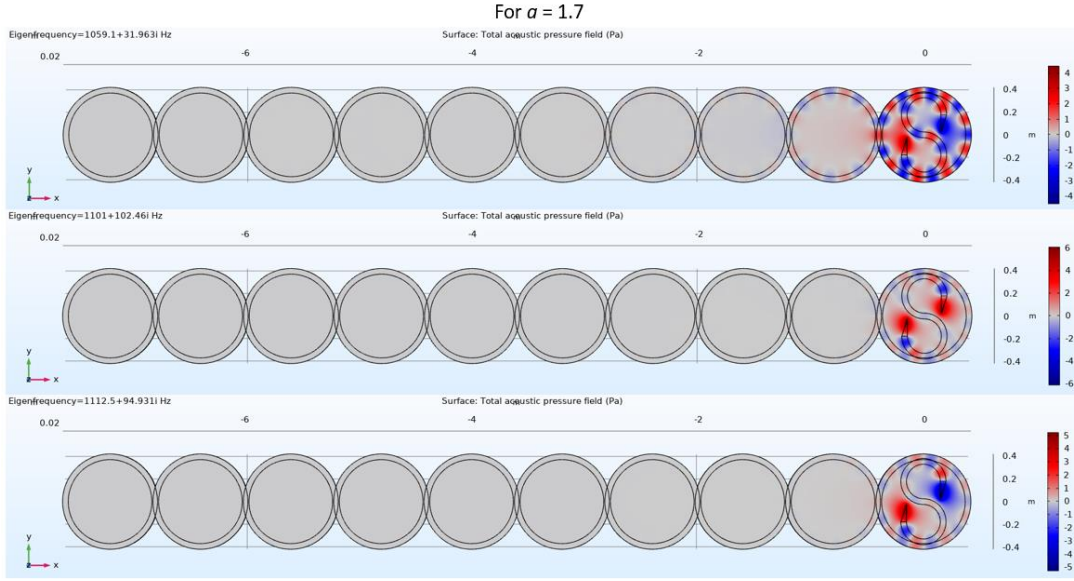 For a = 1.7
Eigenfrequency=1059.1+31.963i Hz Surface: Total acoustic pressure field (Pa)
0.02 -6 -4 -2 0
4
3
2
1
0
-1
-2
-3
-4
0.4
0.2
0 m
-0.2
-0.4
y
z x
Eigenfrequency=1101+102.46i Hz Surface: Total acoustic pressure field (Pa)
0.02 -6 -4 -2 0
6
4
2
0
-2
-4
-6
0.4
0.2
0 m
-0.2
-0.4
y
z x
Eigenfrequency=1112.5+94.931i Hz Surface: Total acoustic pressure field (Pa)
0.02 -6 -4 -2 0
5
4
3
2
1
0
-1
-2
-3
-4
-5
0.4
0.2
0 m
-0.2
-0.4
y
z x